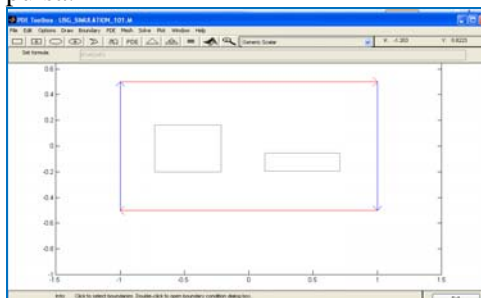 PDE Toolbox - USG_SIMULATION_101.M
File Edit Options Draw Boundary PDE Mesh Solve Plot Window Help
PDE Generic Scalar
Set formula:
0.6
0.4
0.2
0
-0.2
-0.4
-0.6
-0.8
-1
-1.5 -1 -0.5 0 0.5 1 1.5
Info: Click to select boundaries. Double-click to open boundary condition dialog box.